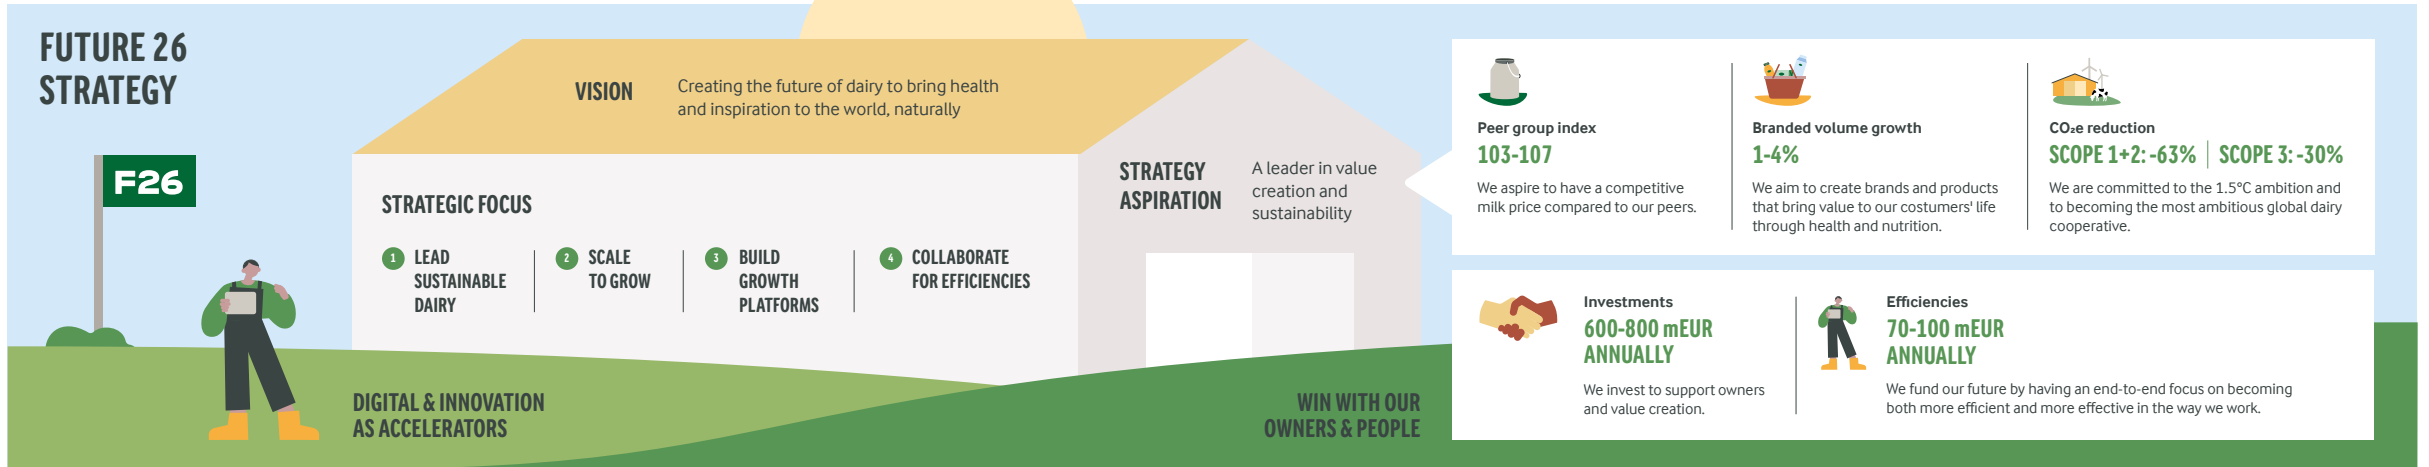 FUTURE 26
STRATEGY
F26
VISION
Creating the future of dairy to bring health
and inspiration to the world, naturally
STRATEGIC FOCUS
1 LEAD
SUSTAINABLE
DAIRY
2 SCALE
TO GROW
3 BUILD
GROWTH
PLATFORMS
4 COLLABORATE
FOR EFFICIENCIES
STRATEGY
ASPIRATION
A leader in value
creation and
sustainability
DIGITAL & INNOVATION
AS ACCELERATORS
WIN WITH OUR
OWNERS & PEOPLE
Peer group index
103-107
We aspire to have a competitive
milk price compared to our peers.
Branded volume growth
1-4%
We aim to create brands and products
that bring value to our costumers' life
through health and nutrition.
CO₂e reduction
SCOPE 1+2: -63% | SCOPE 3: -30%
We are committed to the 1.5°C ambition and
to becoming the most ambitious global dairy
cooperative.
Investments
600-800 mEUR
ANNUALLY
We invest to support owners
and value creation.
Efficiencies
70-100 mEUR
ANNUALLY
We fund our future by having an end-to-end focus on becoming
both more efficient and more effective in the way we work.